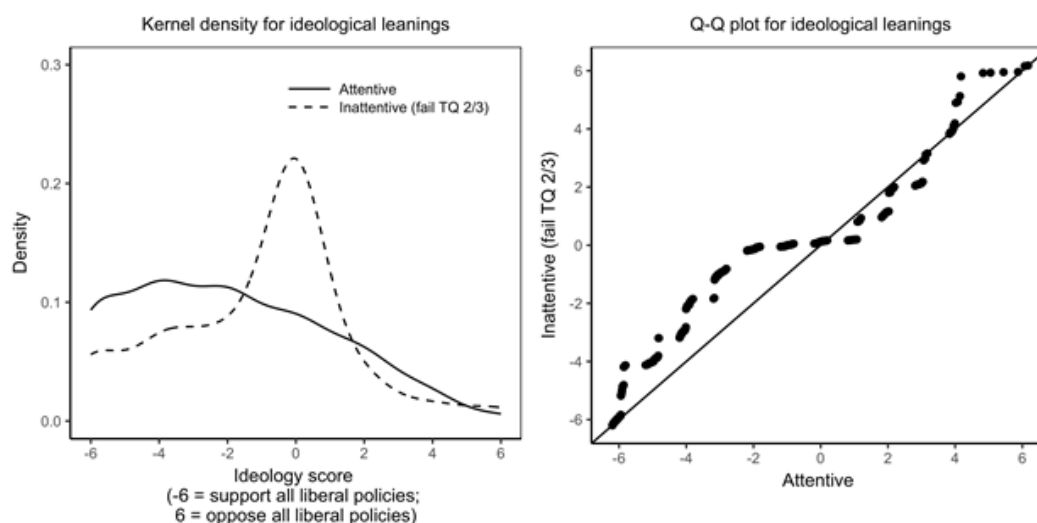 Kernel density for ideological leanings
0.3
0.2
0.1
0.0
Density
Attentive
Inattentive (fail TQ 2/3)
-6 -4 -2 0 2 4 6
Ideology score
(-6 = support all liberal policies;
6 = oppose all liberal policies)
Q-Q plot for ideological leanings
6
4
2
0
-2
-4
-6
Inattentive (fail TQ 2/3)
-6 -4 -2 0 2 4 6
Attentive